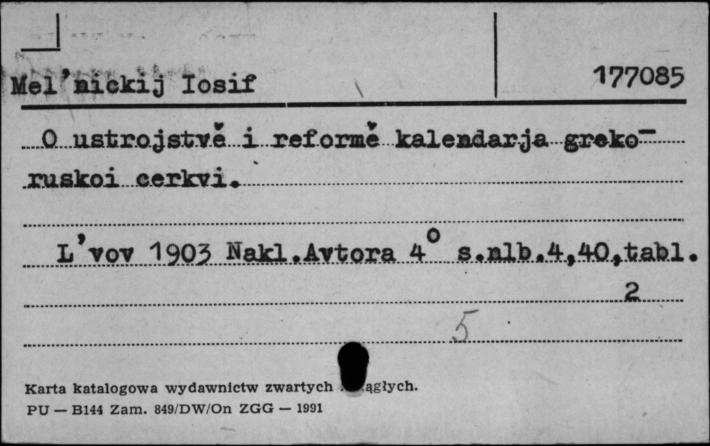 Mel'nickij Iosif 177085
O ustrojstvě i reformě kalendarja greko-
ruskoi cerkvi.
L'vov 1903 Nakl.Avtora 4° s.nlb.4,40,tabl.
2
5
Karta katalogowa wydawnictw zwartych ągłych.
PU — B144 Zam. 849/DW/On ZGG — 1991